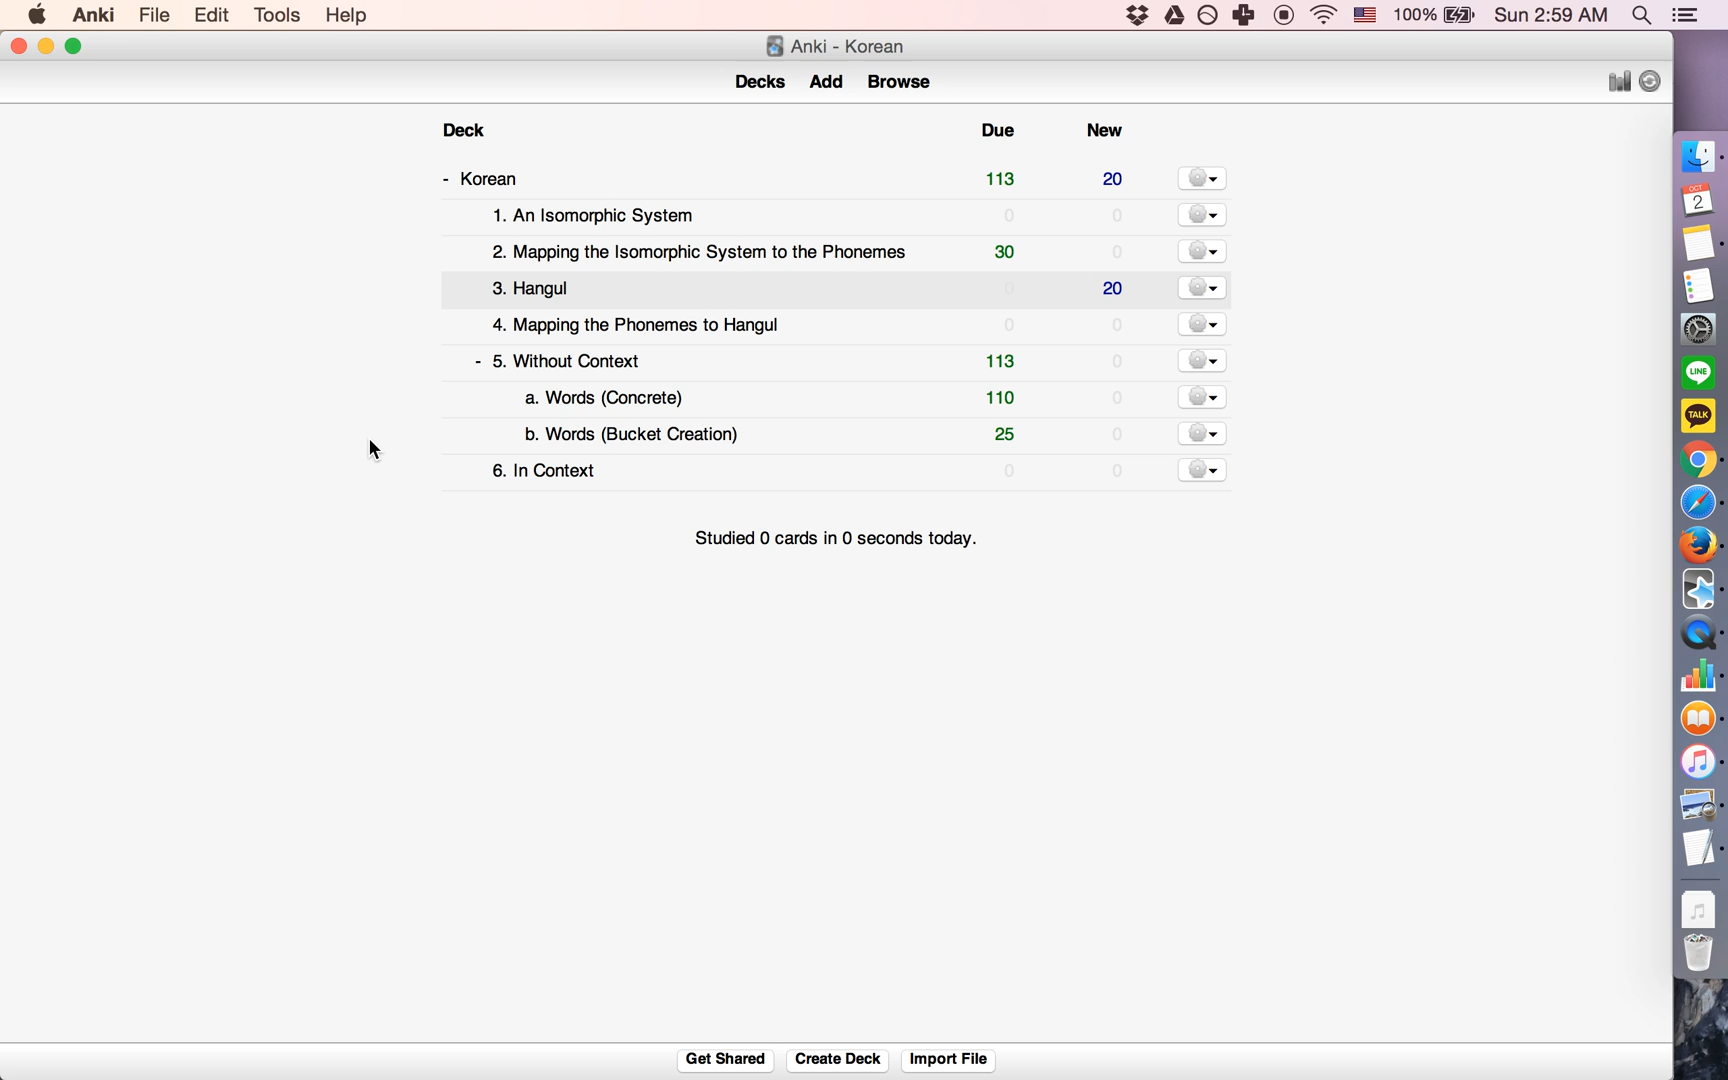 Anki File Edit Tools Help 100% Sun 2:59 AM
Anki - Korean
Decks Add Browse
Deck Due New
- Korean 113 20
1. An Isomorphic System 0 0
2. Mapping the Isomorphic System to the Phonemes 30 0
3. Hangul 0 20
4. Mapping the Phonemes to Hangul 0 0
- 5. Without Context 113 0
a. Words (Concrete) 110 0
b. Words (Bucket Creation) 25 0
6. In Context 0 0
Studied 0 cards in 0 seconds today.
Get Shared Create Deck Import File
OCT
2
LINE
TALK